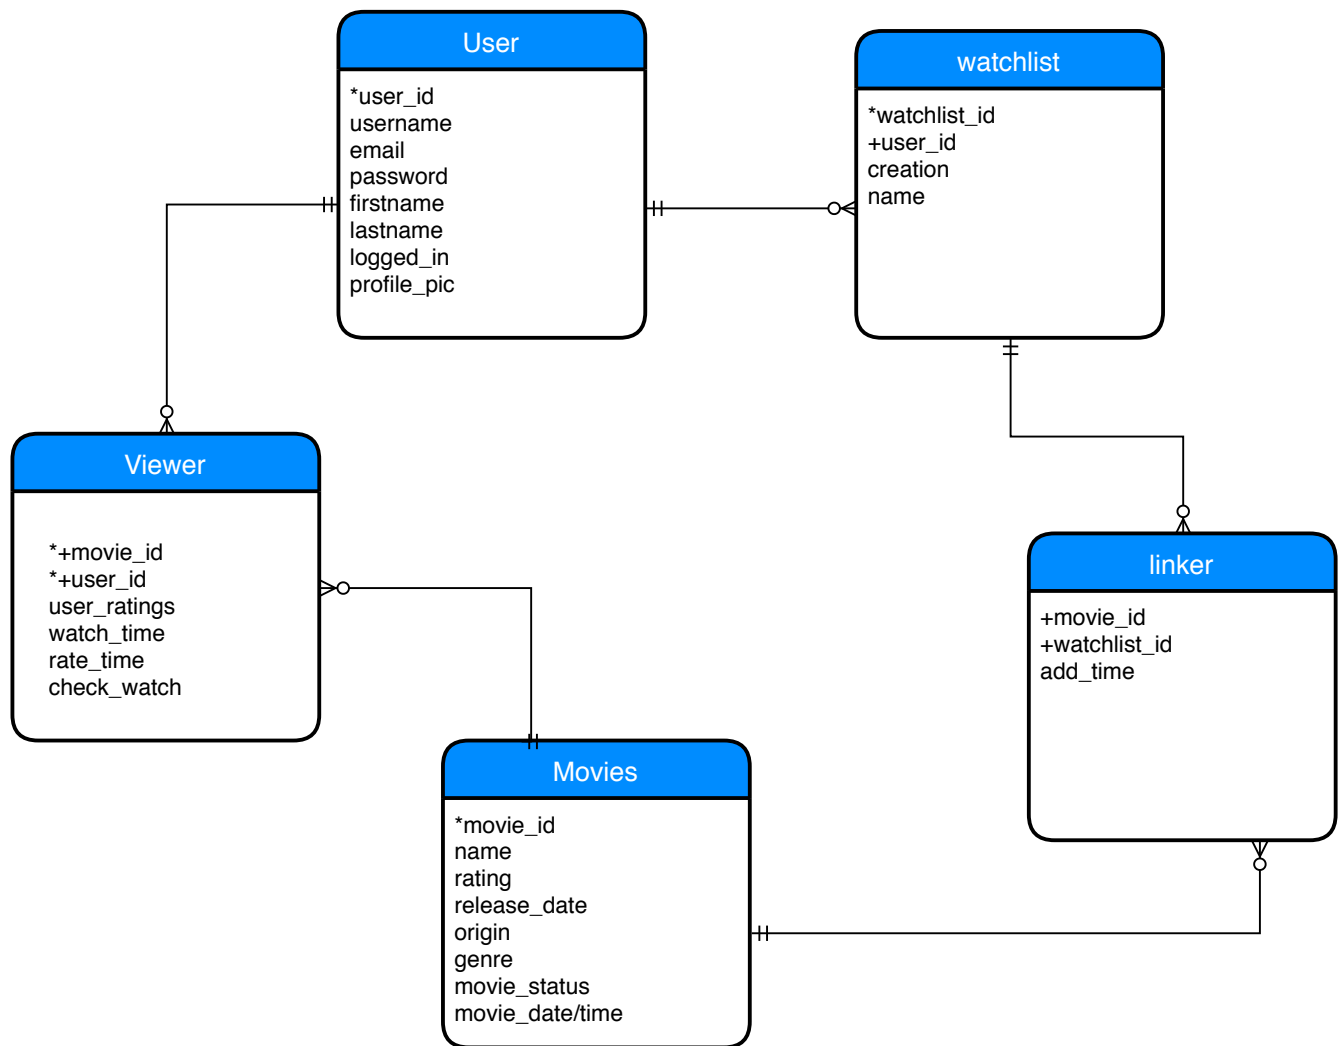 User
*user_id
username
email
password
firstname
lastname
logged_in
profile_pic
watchlist
*watchlist_id
+user_id
creation
name
Viewer
*+movie_id
*+user_id
user_ratings
watch_time
rate_time
check_watch
linker
+movie_id
+watchlist_id
add_time
Movies
*movie_id
name
rating
release_date
origin
genre
movie_status
movie_date/time